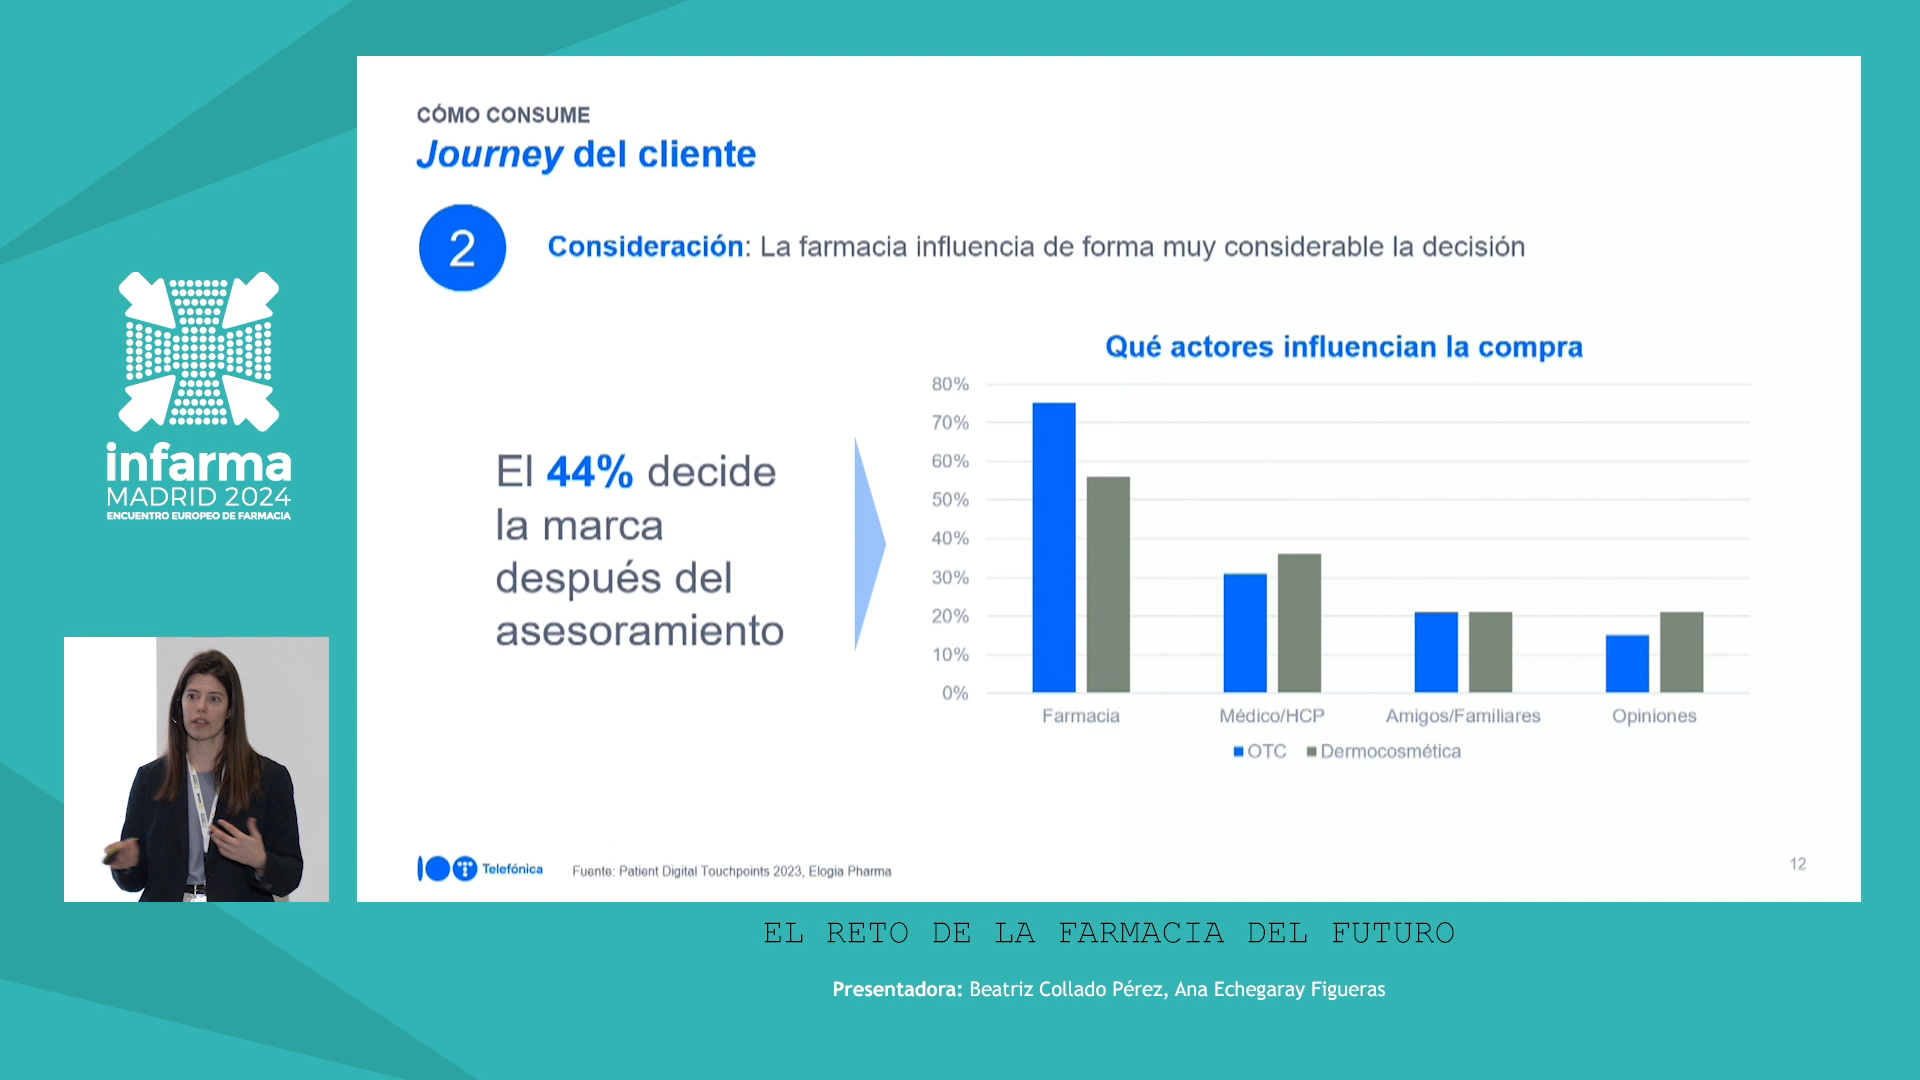 CÓMO CONSUME
Journey del cliente
2
Consideración: La farmacia influencia de forma muy considerable la decisión
El 44% decide
la marca
después del
asesoramiento
Qué actores influencian la compra
80%
70%
60%
50%
40%
30%
20%
10%
0%
Farmacia
Médico/HCP
Amigos/Familiares
Opiniones
OTC
Dermocosmética
Telefónica
Fuente: Patient Digital Touchpoints 2023, Elogia Pharma
12
infarma
MADRID 2024
ENCUENTRO EUROPEO DE FARMACIA
EL RETO DE LA FARMACIA DEL FUTURO
Presentadora: Beatriz Collado Pérez, Ana Echegaray Figueras